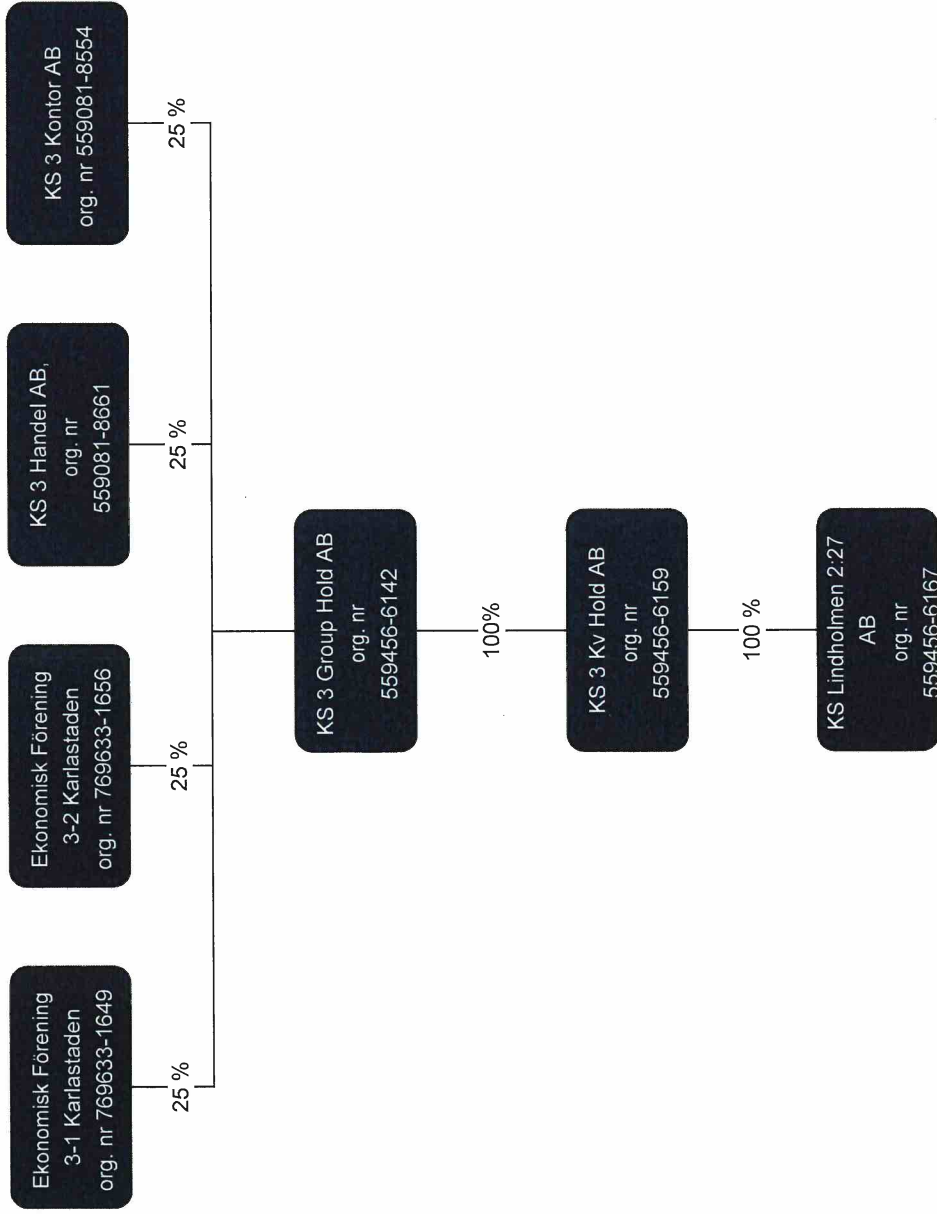 Ekonomisk Förening
3-1 Karlastaden
org. nr 769633-1649
Ekonomisk Förening
3-2 Karlastaden
org. nr 769633-1656
KS 3 Handel AB,
org. nr
559081-8661
KS 3 Kontor AB
org. nr 559081-8554
25 %
25 %
25 %
25 %
KS 3 Group Hold AB
org. nr
559456-6142
100%
KS 3 Kv Hold AB
org. nr
559456-6159
100 %
KS Lindholmen 2:27
AB
org. nr
559456-6167